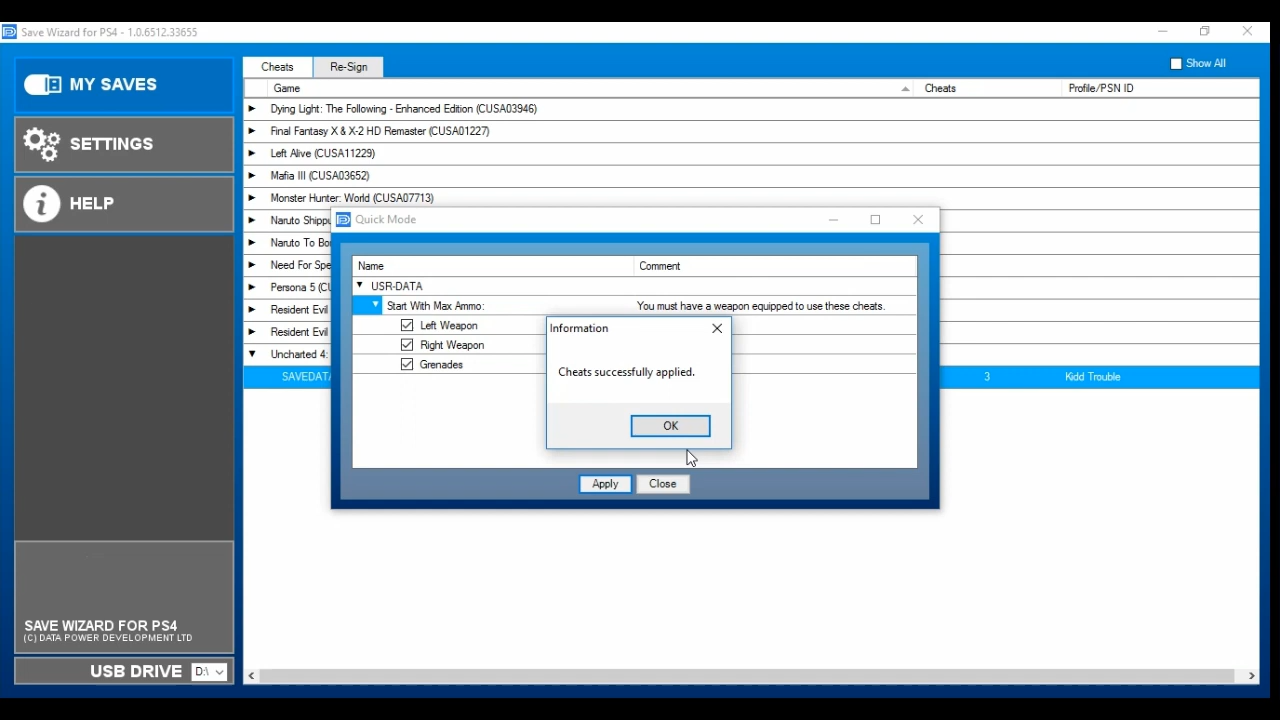 Save Wizard for PS4 - 1.0.6512.33655
MY SAVES
SETTINGS
HELP
Cheats
Re-Sign
Show All
Game
Cheats
Profile/PSN ID
Dying Light: The Following - Enhanced Edition (CUSA03946)
Final Fantasy X & X-2 HD Remaster (CUSA01227)
Left Alive (CUSA11229)
Mafia III (CUSA03652)
Monster Hunter: World (CUSA07713)
Naruto Shippu
Naruto To Bo
Need For Spe
Persona 5 (CU
Resident Evil
Resident Evil
Uncharted 4:
SAVEDATA
3
Kidd Trouble
Quick Mode
Name
Comment
USR-DATA
Start With Max Ammo:
You must have a weapon equipped to use these cheats.
Left Weapon
Right Weapon
Grenades
Information
Cheats successfully applied.
OK
Apply
Close
SAVE WIZARD FOR PS4
(C) DATA POWER DEVELOPMENT LTD
USB DRIVE
D:\